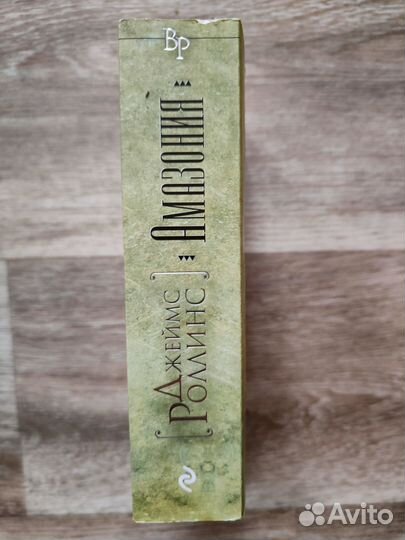 ВР
Амазония
Джеймс
Роллинс
Avito